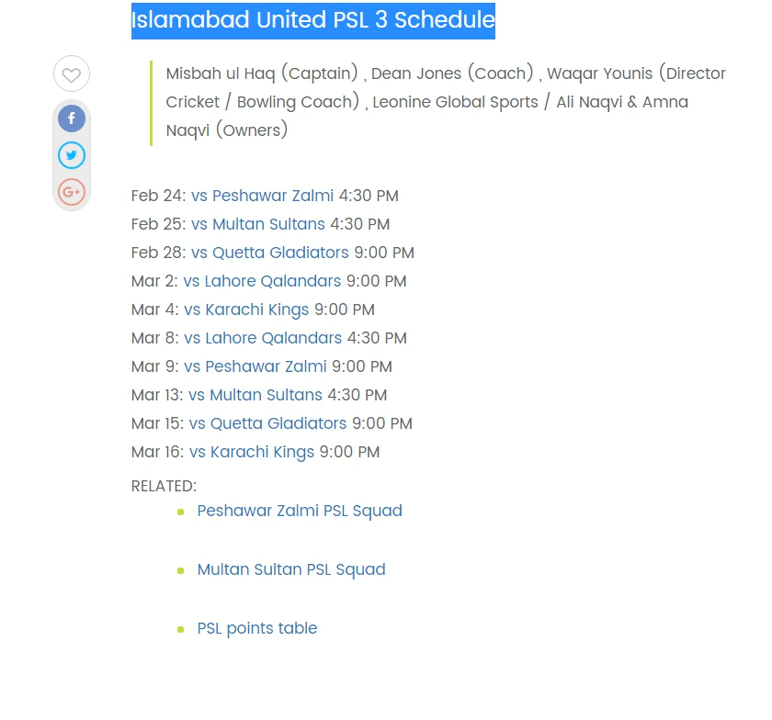 Islamabad United PSL 3 Schedule
Misbah ul Haq (Captain) , Dean Jones (Coach) , Waqar Younis (Director
Cricket / Bowling Coach) , Leonine Global Sports / Ali Naqvi & Amna
Naqvi (Owners)
f
G+
Feb 24: vs Peshawar Zalmi 4:30 PM
Feb 25: vs Multan Sultans 4:30 PM
Feb 28: vs Quetta Gladiators 9:00 PM
Mar 2: vs Lahore Qalandars 9:00 PM
Mar 4: vs Karachi Kings 9:00 PM
Mar 8: vs Lahore Qalandars 4:30 PM
Mar 9: vs Peshawar Zalmi 9:00 PM
Mar 13: vs Multan Sultans 4:30 PM
Mar 15: vs Quetta Gladiators 9:00 PM
Mar 16: vs Karachi Kings 9:00 PM
RELATED:
Peshawar Zalmi PSL Squad
Multan Sultan PSL Squad
PSL points table